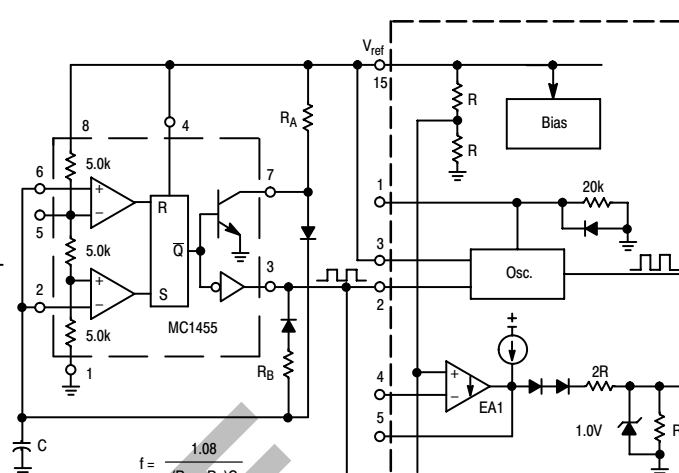 Vref
15
RA
R
R
Bias
8
4
6
5.0k
7
1
20k
R
5
5.0k
Q
3
Osc.
3
2
2
S
MC1455
5.0k
RB
1
4
EA1
2R
5
1.0V
R
C
f =
1.08